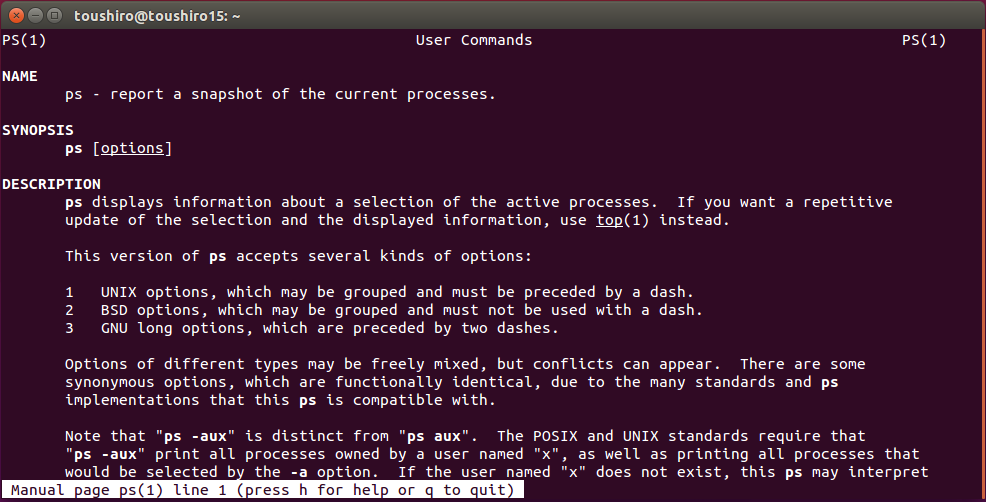 toushiro@toushiro15: ~
PS(1) User Commands PS(1)
NAME
ps - report a snapshot of the current processes.
SYNOPSIS
ps [options]
DESCRIPTION
ps displays information about a selection of the active processes.  If you want a repetitive
update of the selection and the displayed information, use top(1) instead.
This version of ps accepts several kinds of options:
1   UNIX options, which may be grouped and must be preceded by a dash.
2   BSD options, which may be grouped and must not be used with a dash.
3   GNU long options, which are preceded by two dashes.
Options of different types may be freely mixed, but conflicts can appear.  There are some
synonymous options, which are functionally identical, due to the many standards and ps
implementations that this ps is compatible with.
Note that "ps -aux" is distinct from "ps aux".  The POSIX and UNIX standards require that
"ps -aux" print all processes owned by a user named "x", as well as printing all processes that
would be selected by the -a option.  If the user named "x" does not exist, this ps may interpret
Manual page ps(1) line 1 (press h for help or q to quit)